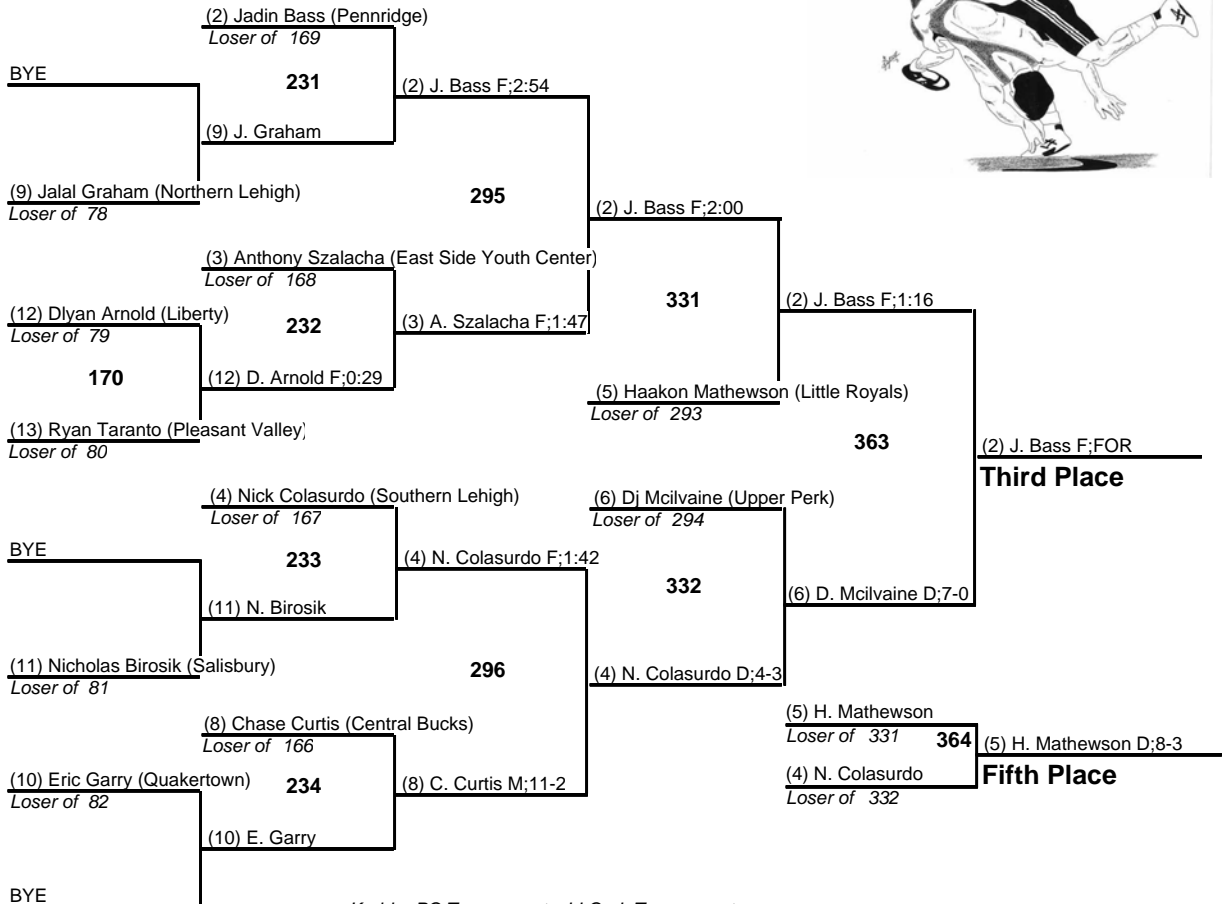 (2) Jadin Bass (Pennridge)
Loser of 169
BYE
231
(2) J. Bass F;2:54
(9) J. Graham
(9) Jalal Graham (Northern Lehigh)
Loser of 78
295
(2) J. Bass F;2:00
(3) Anthony Szalacha (East Side Youth Center)
Loser of 168
(12) Dlyan Arnold (Liberty)
Loser of 79
232
(3) A. Szalacha F;1:47
331
(2) J. Bass F;1:16
170
(12) D. Arnold F;0:29
(5) Haakon Mathewson (Little Royals)
Loser of 293
(13) Ryan Taranto (Pleasant Valley)
Loser of 80
363
(2) J. Bass F;FOR
Third Place
(4) Nick Colasurdo (Southern Lehigh)
Loser of 167
(6) Dj Mcilvaine (Upper Perk)
Loser of 294
BYE
233
(4) N. Colasurdo F;1:42
332
(6) D. Mcilvaine D;7-0
(11) N. Birosik
(11) Nicholas Birosik (Salisbury)
Loser of 81
296
(4) N. Colasurdo D;4-3
(8) Chase Curtis (Central Bucks)
Loser of 166
(5) H. Mathewson
Loser of 331
364
(5) H. Mathewson D;8-3
Fifth Place
(10) Eric Garry (Quakertown)
Loser of 82
234
(8) C. Curtis M;11-2
(4) N. Colasurdo
Loser of 332
(10) E. Garry
BYE